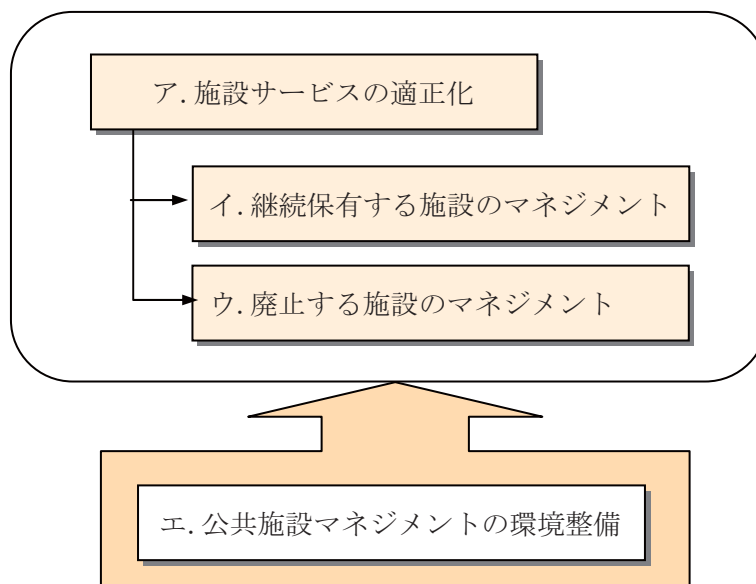 ア. 施設サービスの適正化
イ. 継続保有する施設のマネジメント
ウ. 廃止する施設のマネジメント
エ. 公共施設マネジメントの環境整備